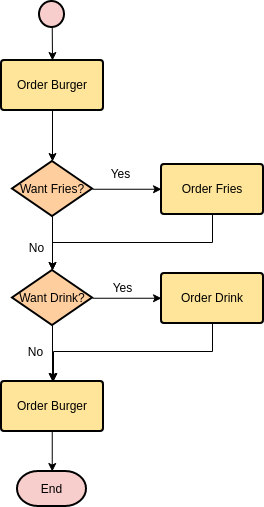 Order Burger
Want Fries?
Yes
Order Fries
No
Want Drink?
Yes
Order Drink
No
Order Burger
End